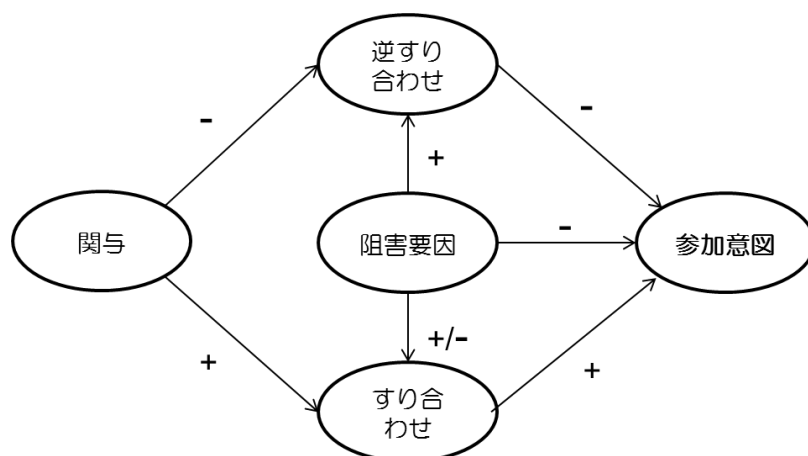 逆すり
合わせ
-
-
+
関与
阻害要因
-
参加意図
+/-
+
+
すり合
わせ